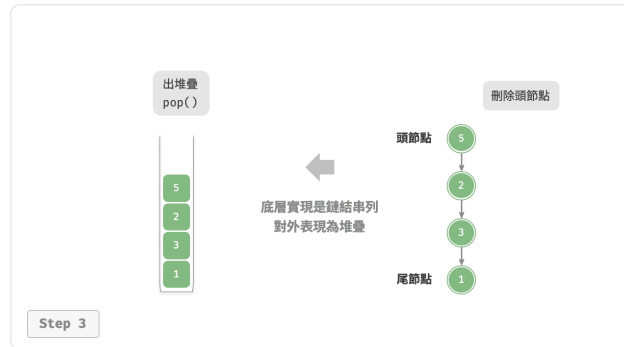 出堆疊
pop()
5
2
3
1
底層實現是鏈結串列
對外表現為堆疊
刪除頭節點
頭節點
5
2
3
尾節點
1
Step 3